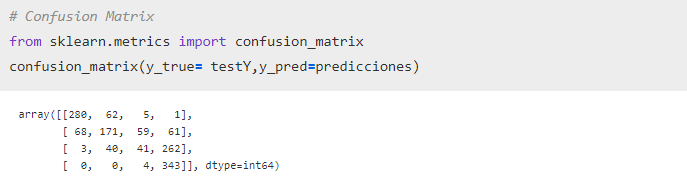 # Confusion Matrix
from sklearn.metrics import confusion_matrix
confusion_matrix(y_true= testY,y_pred=predicciones)
array([[280, 62, 5, 1],
[ 68, 171, 59, 61],
[ 3, 40, 41, 262],
[ 0, 0, 4, 343]], dtype=int64)